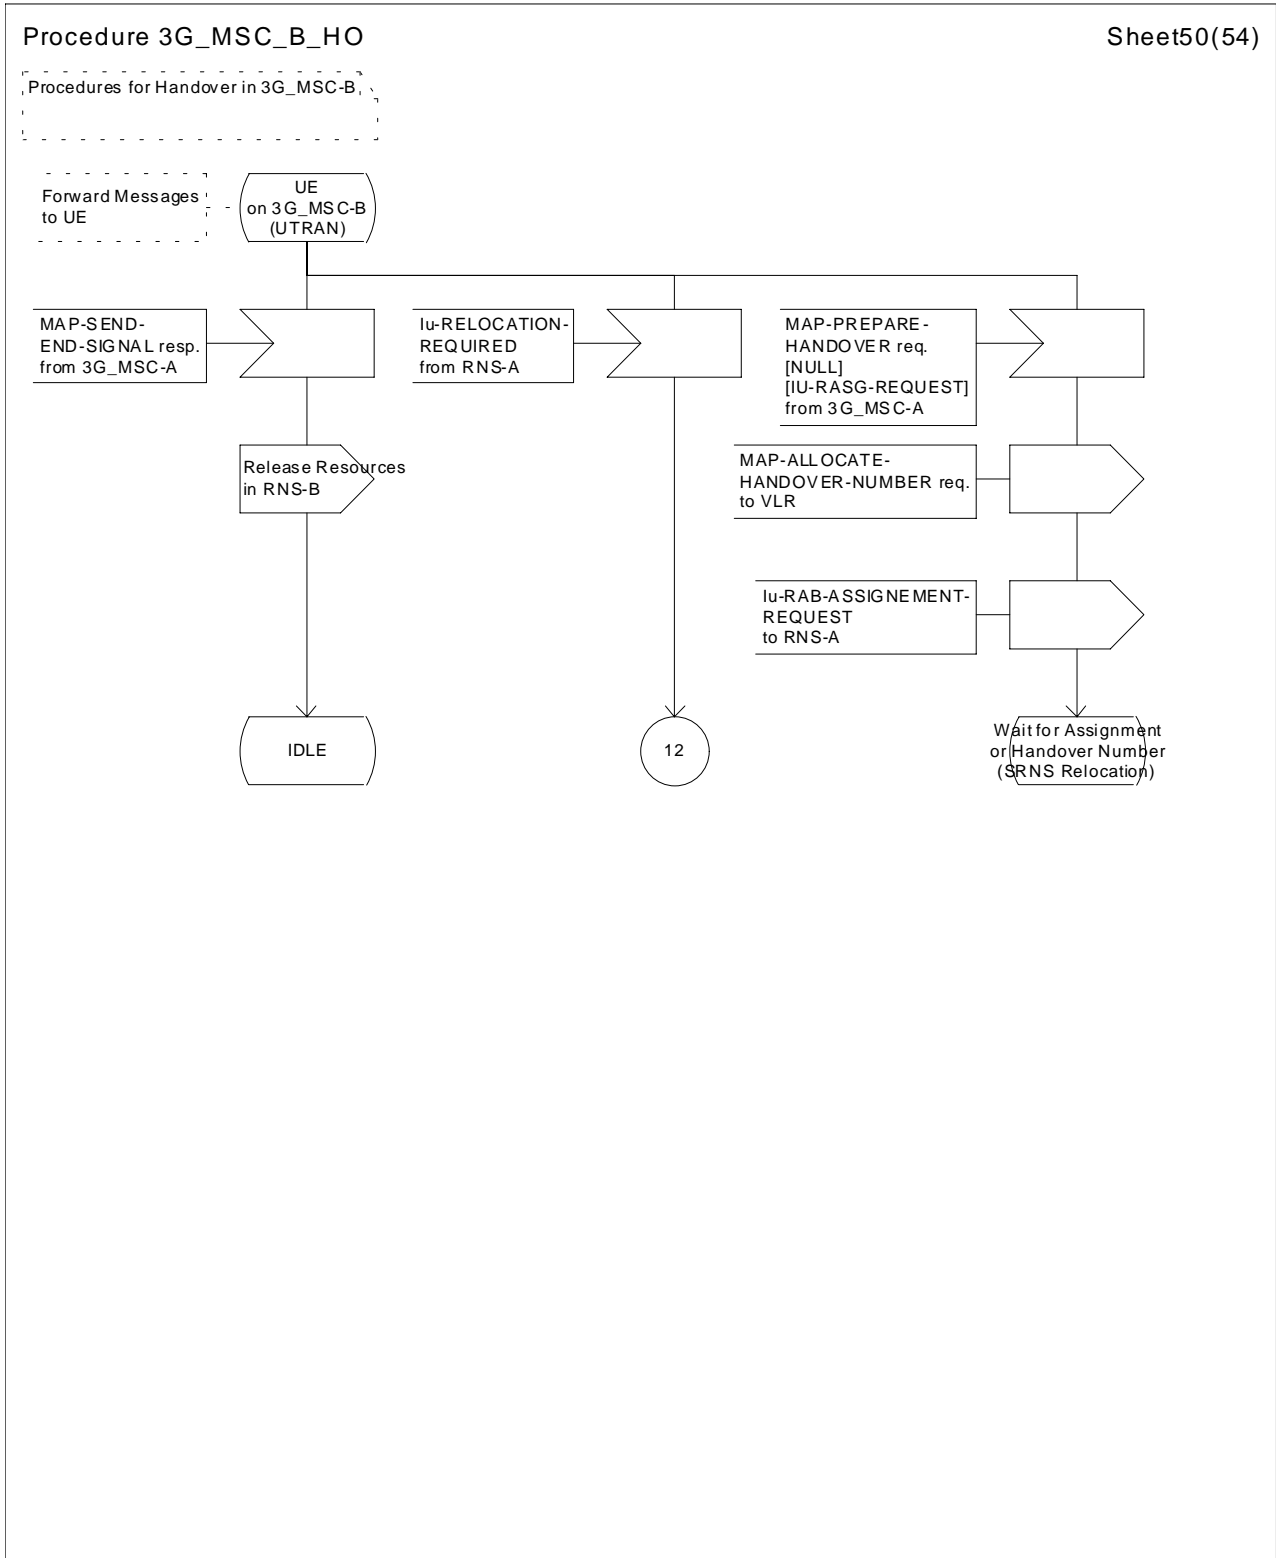 Procedure 3G_MSC_B_HO
Sheet50(54)
Procedures for Handover in 3G_MSC-B
Forward Messages
to UE
UE
on 3G_MSC-B
(UTRAN)
MAP-SEND-
END-SIGNAL resp.
from 3G_MSC-A
Iu-RELOCATION-
REQUIRED
from RNS-A
MAP-PREPARE-
HANDOVER req.
[NULL]
[IU-RASG-REQUEST]
from 3G_MSC-A
Release Resources
in RNS-B
MAP-ALLOCATE-
HANDOVER-NUMBER req.
to VLR
Iu-RAB-ASSIGNEMENT-
REQUEST
to RNS-A
IDLE
12
Wait for Assignment
or Handover Number
(SRNS Relocation)